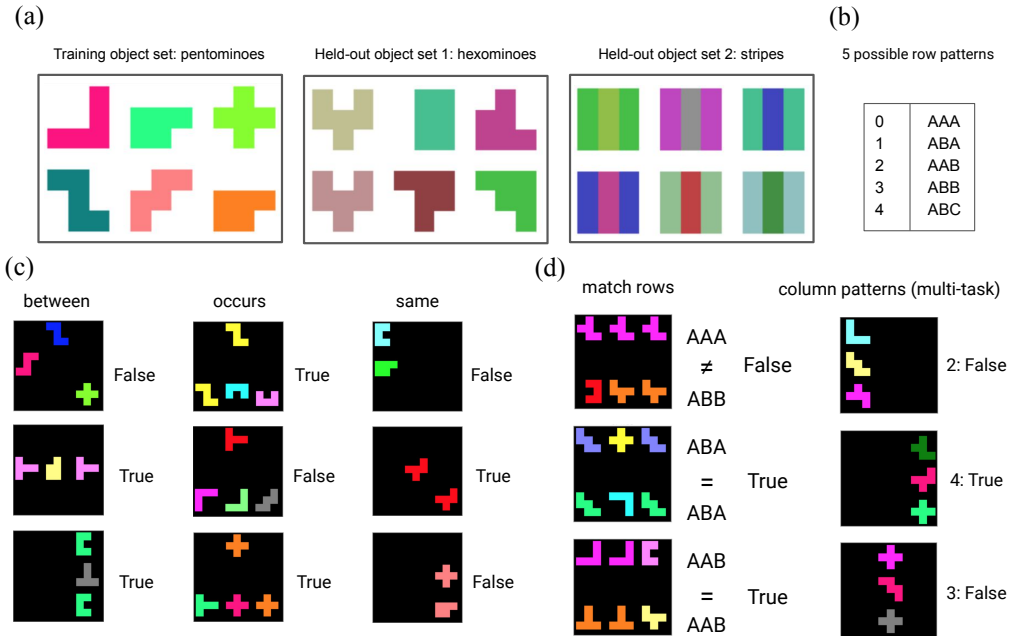 (a)
Training object set: pentominoes
Held-out object set 1: hexominoes
Held-out object set 2: stripes
(b)
5 possible row patterns
0 AAA
1 ABA
2 AAB
3 ABB
4 ABC
(c)
between
occurs
same
False
True
False
True
False
True
True
True
False
(d)
match rows
column patterns (multi-task)
AAA
≠
ABB
False
2: False
ABA
=
ABA
True
4: True
AAB
=
AAB
True
3: False